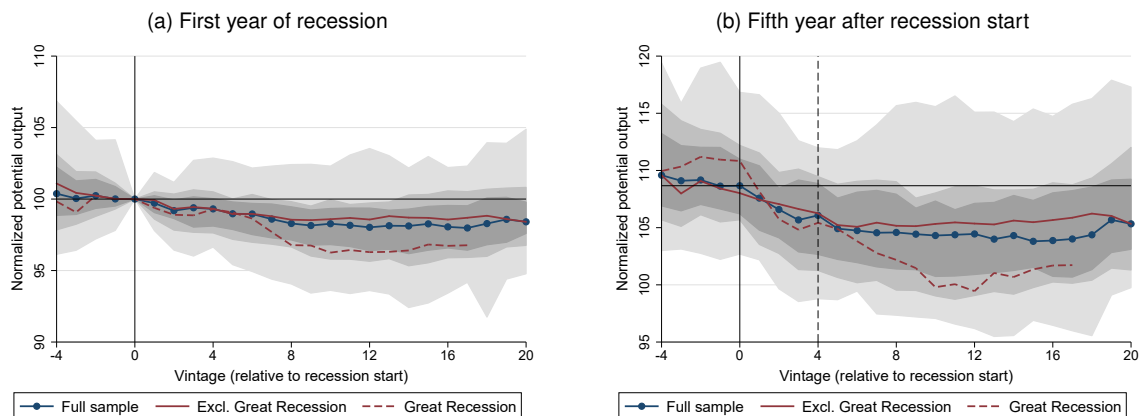 (a) First year of recession
Normalized potential output
110
105
100
95
90
-4 0 4 8 12 16 20
Vintage (relative to recession start)
Full sample Excl. Great Recession Great Recession
(b) Fifth year after recession start
Normalized potential output
120
115
110
105
100
95
-4 0 4 8 12 16 20
Vintage (relative to recession start)
Full sample Excl. Great Recession Great Recession